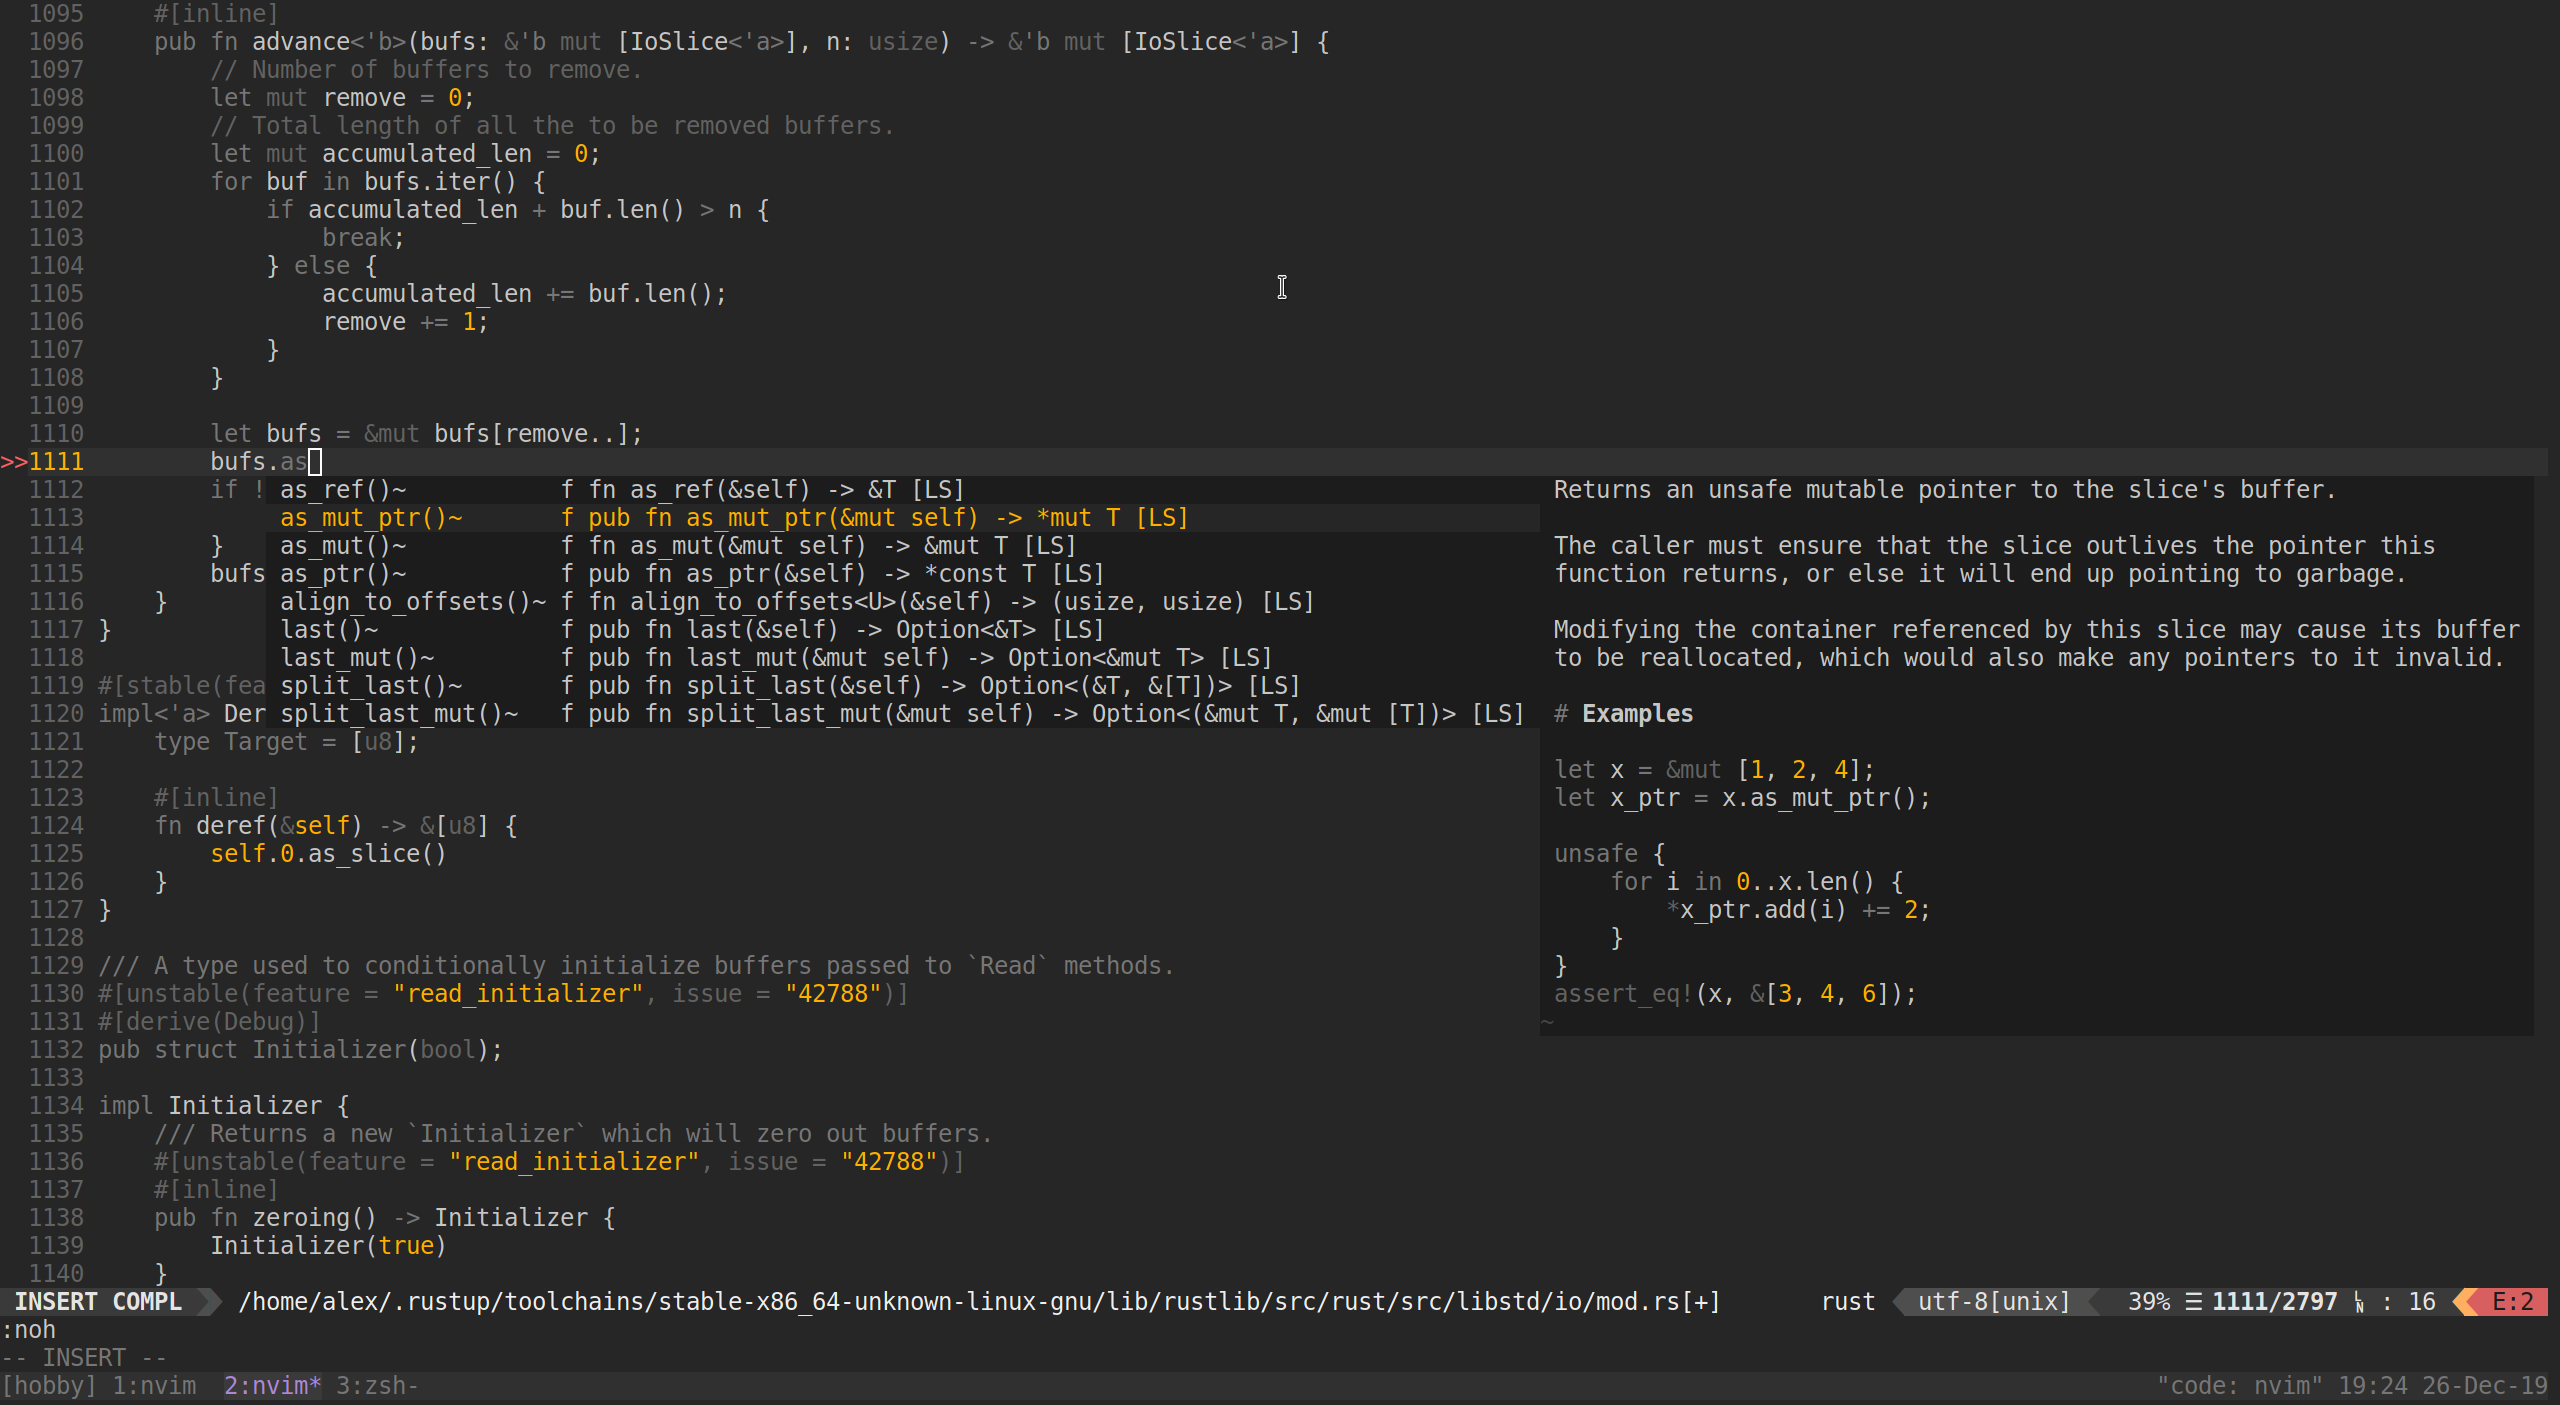 1095     #[inline]
1096     pub fn advance<'b>(bufs: &'b mut [IoSlice<'a>], n: usize) -> &'b mut [IoSlice<'a>] {
1097         // Number of buffers to remove.
1098         let mut remove = 0;
1099         // Total length of all the to be removed buffers.
1100         let mut accumulated_len = 0;
1101         for buf in bufs.iter() {
1102             if accumulated_len + buf.len() > n {
1103                 break;
1104             } else {
1105                 accumulated_len += buf.len();
1106                 remove += 1;
1107             }
1108         }
1109
1110         let bufs = &mut bufs[remove..];
>>1111         bufs.as
1112         if ! as_ref()~           f fn as_ref(&self) -> &T [LS]                              Returns an unsafe mutable pointer to the slice's buffer.
1113              as_mut_ptr()~       f pub fn as_mut_ptr(&mut self) -> *mut T [LS]
1114         }    as_mut()~           f fn as_mut(&mut self) -> &mut T [LS]                      The caller must ensure that the slice outlives the pointer this
1115         bufs as_ptr()~           f pub fn as_ptr(&self) -> *const T [LS]                    function returns, or else it will end up pointing to garbage.
1116     }        align_to_offsets()~ f fn align_to_offsets<U>(&self) -> (usize, usize) [LS]
1117 }            last()~             f pub fn last(&self) -> Option<&T> [LS]                    Modifying the container referenced by this slice may cause its buffer
1118              last_mut()~         f pub fn last_mut(&mut self) -> Option<&mut T> [LS]        to be reallocated, which would also make any pointers to it invalid.
1119 #[stable(fea split_last()~       f pub fn split_last(&self) -> Option<(&T, &[T])> [LS]
1120 impl<'a> Der split_last_mut()~   f pub fn split_last_mut(&mut self) -> Option<(&mut T, &mut [T])> [LS]  # Examples
1121     type Target = [u8];
1122                                                                                             let x = &mut [1, 2, 4];
1123     #[inline]                                                                               let x_ptr = x.as_mut_ptr();
1124     fn deref(&self) -> &[u8] {
1125         self.0.as_slice()                                                                   unsafe {
1126     }                                                                                           for i in 0..x.len() {
1127 }                                                                                                   *x_ptr.add(i) += 2;
1128                                                                                                 }
1129 /// A type used to conditionally initialize buffers passed to `Read` methods.               }
1130 #[unstable(feature = "read_initializer", issue = "42788")]                                  assert_eq!(x, &[3, 4, 6]);
1131 #[derive(Debug)]                                                                           ~
1132 pub struct Initializer(bool);
1133
1134 impl Initializer {
1135     /// Returns a new `Initializer` which will zero out buffers.
1136     #[unstable(feature = "read_initializer", issue = "42788")]
1137     #[inline]
1138     pub fn zeroing() -> Initializer {
1139         Initializer(true)
1140     }
INSERT COMPL /home/alex/.rustup/toolchains/stable-x86_64-unknown-linux-gnu/lib/rustlib/src/rust/src/libstd/io/mod.rs[+] rust utf-8[unix] 39% ☰ 1111/2797 ␤ : 16 E:2
:noh
-- INSERT --
[hobby] 1:nvim  2:nvim* 3:zsh- "code: nvim" 19:24 26-Dec-19